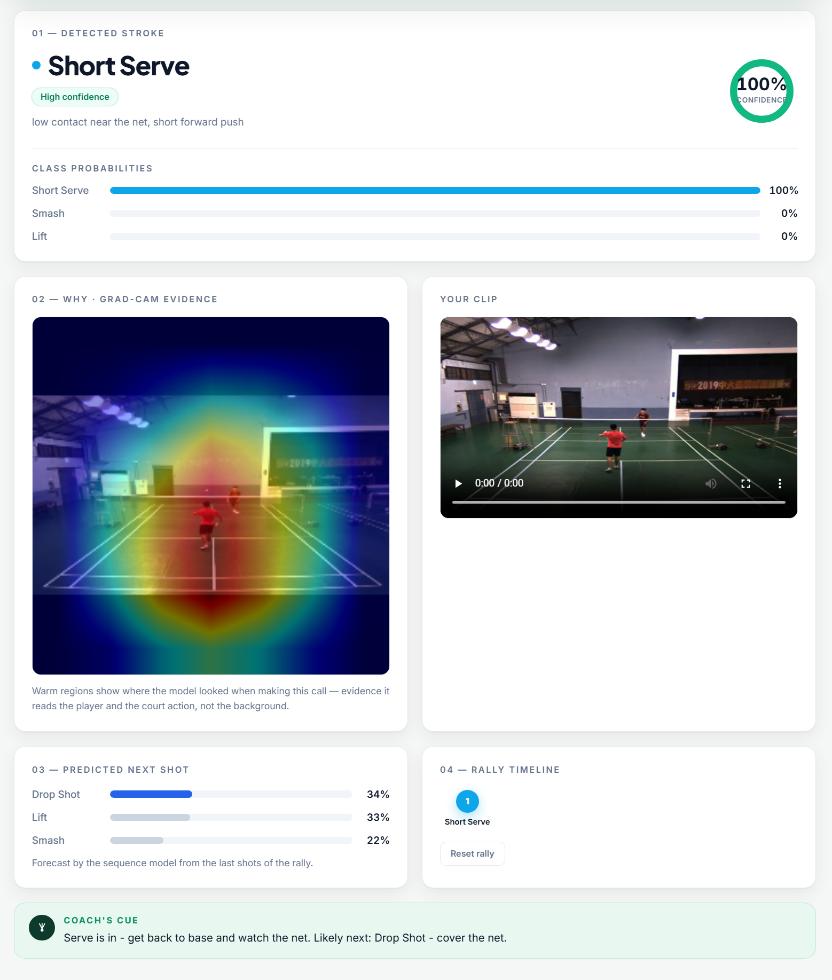 01 — DETECTED STROKE
Short Serve
High confidence
low contact near the net, short forward push
100%
CONFIDENCE
CLASS PROBABILITIES
Short Serve 100%
Smash 0%
Lift 0%
02 — WHY · GRAD-CAM EVIDENCE
Warm regions show where the model looked when making this call — evidence it
reads the player and the court action, not the background.
YOUR CLIP
0:00 / 0:00
03 — PREDICTED NEXT SHOT
Drop Shot 34%
Lift 33%
Smash 22%
Forecast by the sequence model from the last shots of the rally.
04 — RALLY TIMELINE
1
Short Serve
Reset rally
COACH'S CUE
Serve is in - get back to base and watch the net. Likely next: Drop Shot - cover the net.